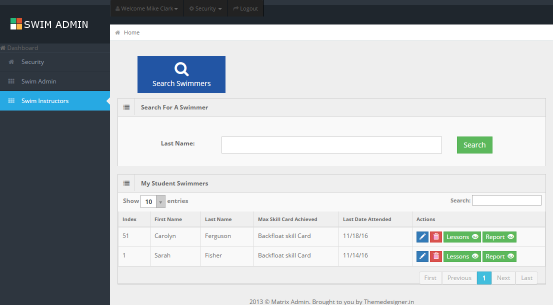 Welcome Mike Clark
Security
Logout
SWIM ADMIN
Dashboard
Home
Security
Swim Admin
Swim Instructors
Search Swimmers
Search For A Swimmer
Last Name:
Search
My Student Swimmers
Show 10 entries
Search:
Index First Name Last Name Max Skill Card Achieved Last Date Attended Actions
51 Carolyn Ferguson Backfloat skill Card 11/18/16 Lessons Report
1 Sarah Fisher Backfloat skill Card 11/14/16 Lessons Report
First Previous 1 Next Last
2013 © Matrix Admin. Brought to you by Themedesigner.in